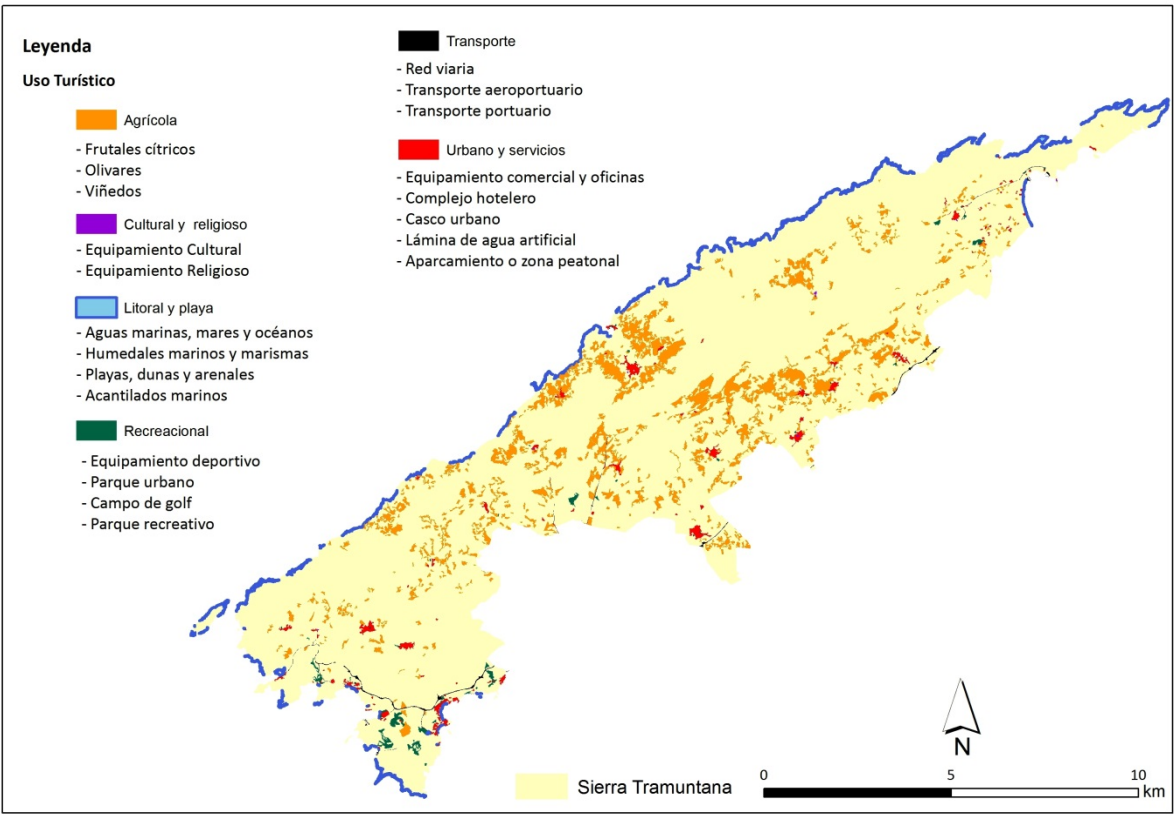 Leyenda
Uso Turístico
Agrícola
- Frutales cítricos
- Olivares
- Viñedos
Cultural y religioso
- Equipamiento Cultural
- Equipamiento Religioso
Litoral y playa
- Aguas marinas, mares y océanos
- Humedales marinos y marismas
- Playas, dunas y arenales
- Acantilados marinos
Recreacional
- Equipamiento deportivo
- Parque urbano
- Campo de golf
- Parque recreativo
Transporte
- Red viaria
- Transporte aeroportuario
- Transporte portuario
Urbano y servicios
- Equipamiento comercial y oficinas
- Complejo hotelero
- Casco urbano
- Lámina de agua artificial
- Aparcamiento o zona peatonal
N
Sierra Tramuntana
0 5 10
km